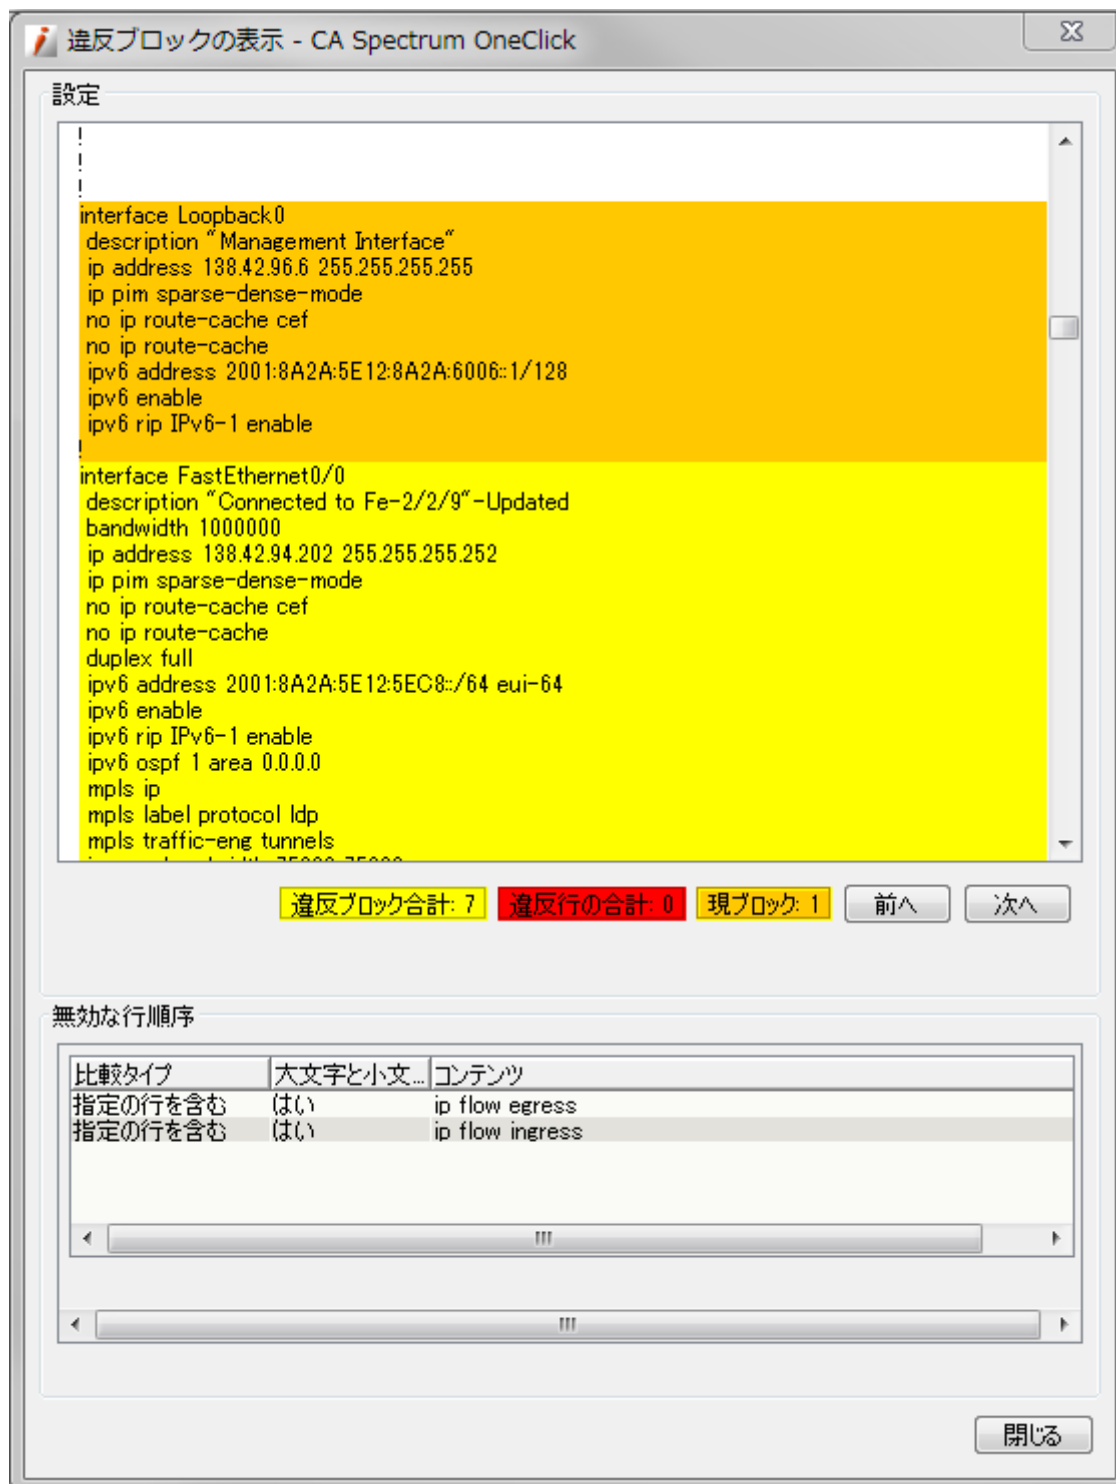 違反ブロックの表示 - CA Spectrum OneClick
設定
!
!
!
interface Loopback0
description "Management Interface"
ip address 138.42.96.6 255.255.255.255
ip pim sparse-dense-mode
no ip route-cache cef
no ip route-cache
ipv6 address 2001:8A2A:5E12:8A2A:6006::1/128
ipv6 enable
ipv6 rip IPv6-1 enable
!
interface FastEthernet0/0
description "Connected to Fe-2/2/9"-Updated
bandwidth 1000000
ip address 138.42.94.202 255.255.255.252
ip pim sparse-dense-mode
no ip route-cache cef
no ip route-cache
duplex full
ipv6 address 2001:8A2A:5E12:5EC8::/64 eui-64
ipv6 enable
ipv6 rip IPv6-1 enable
ipv6 ospf 1 area 0.0.0.0
mpls ip
mpls label protocol ldp
mpls traffic-eng tunnels
違反ブロック合計: 7 違反行の合計: 0 現ブロック: 1 前へ 次へ
無効な行順序
比較タイプ 大文字と小文... コンテンツ
指定の行を含む はい ip flow egress
指定の行を含む はい ip flow ingress
閉じる